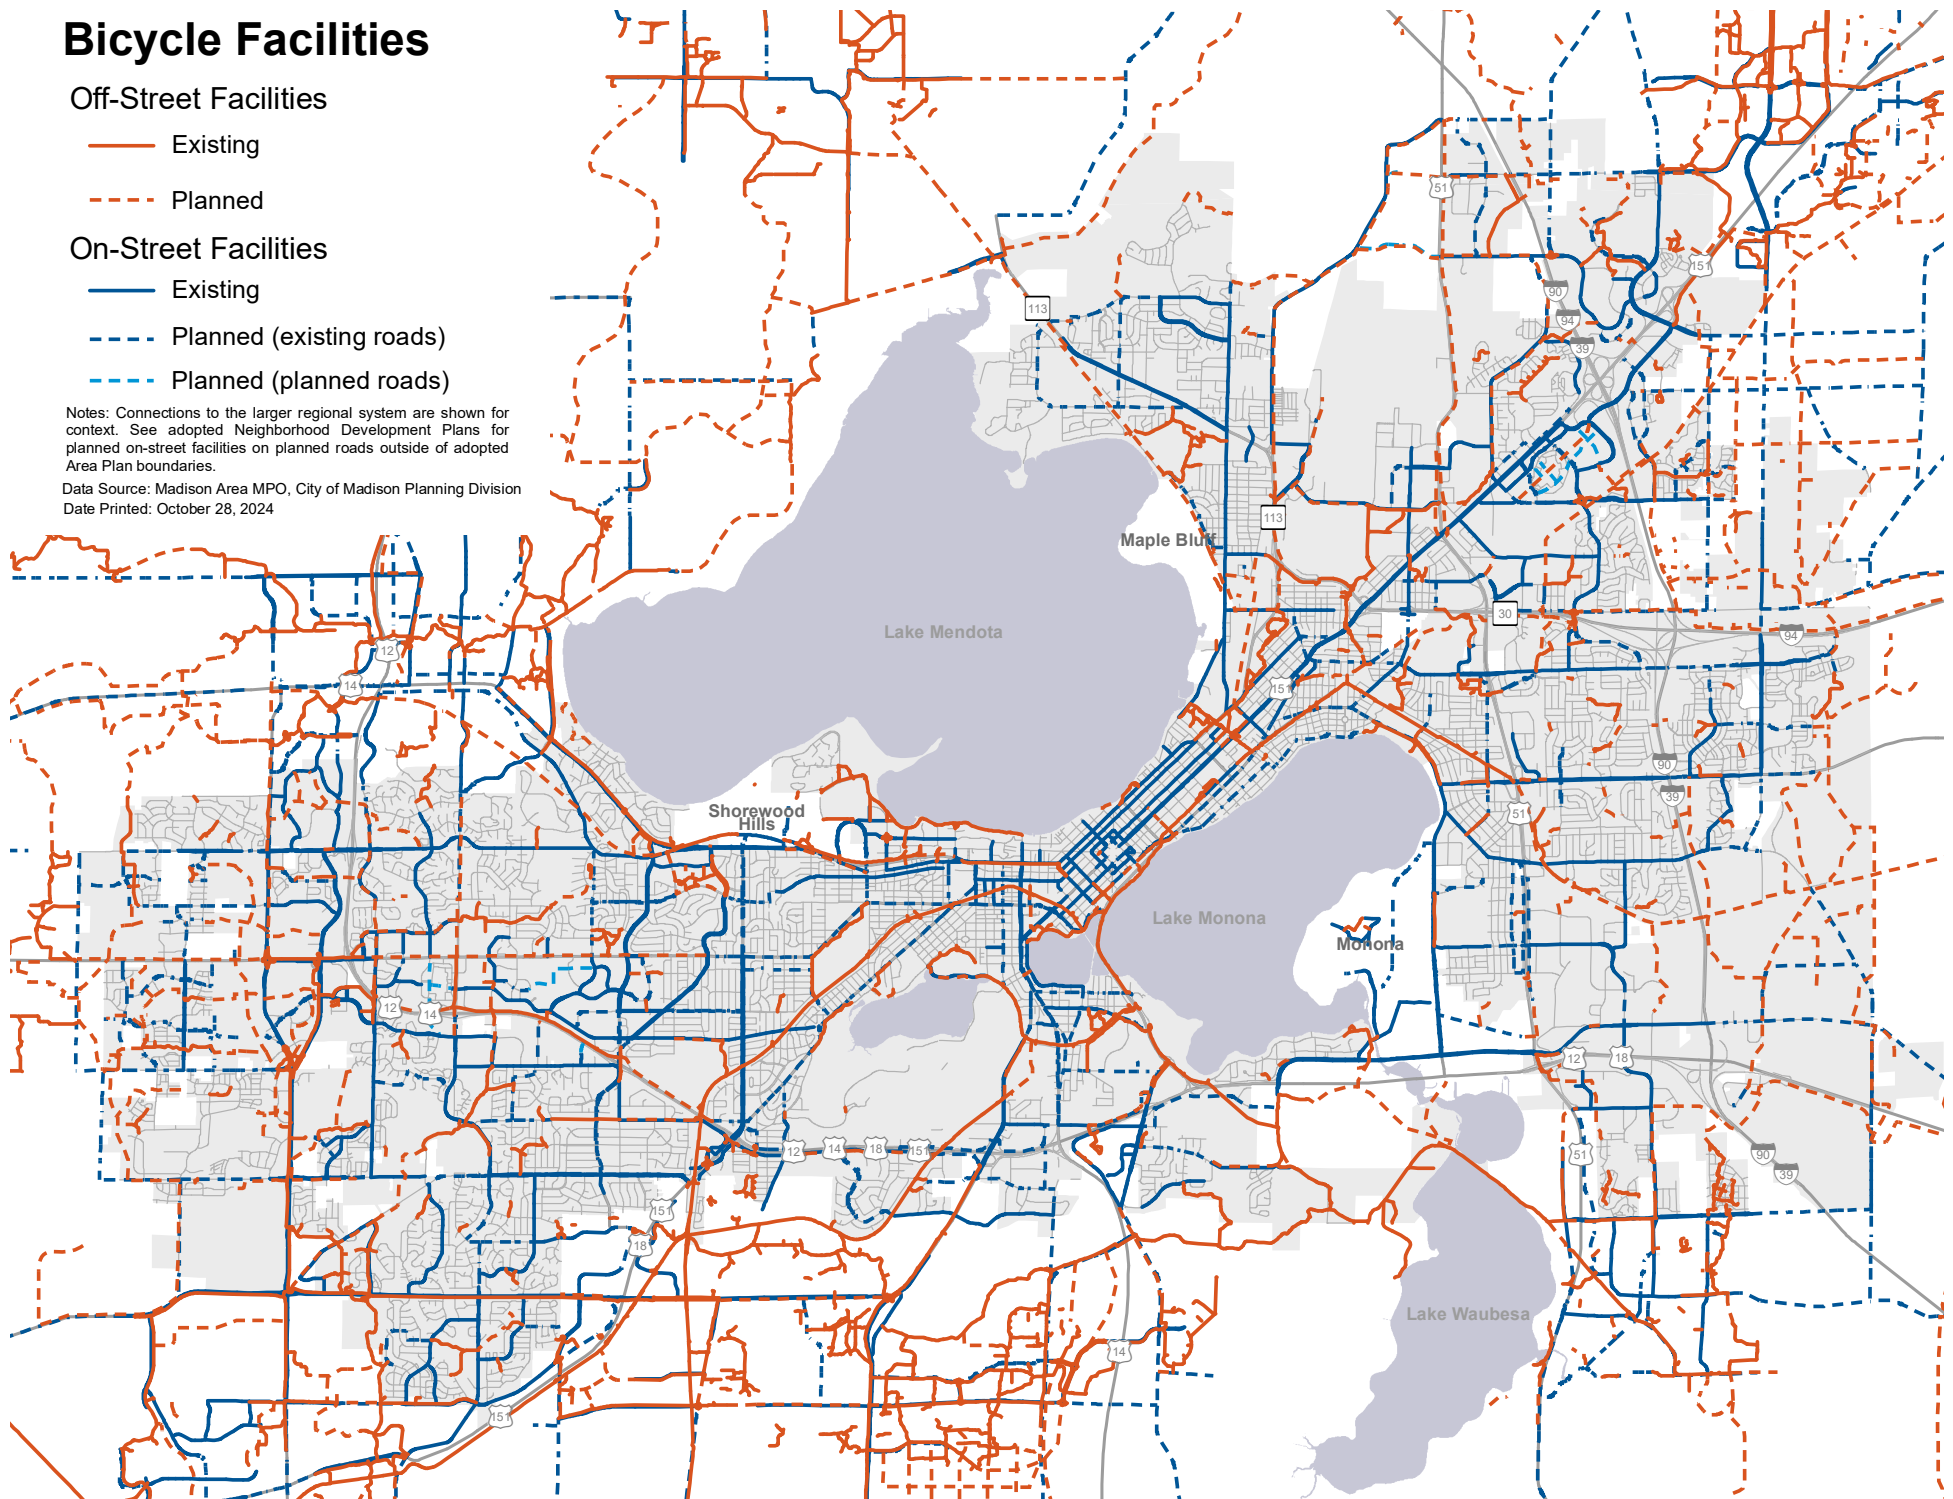 Bicycle Facilities
Off-Street Facilities
Existing
Planned
On-Street Facilities
Existing
Planned (existing roads)
Planned (planned roads)
Notes: Connections to the larger regional system are shown for
context. See adopted Neighborhood Development Plans for
planned on-street facilities on planned roads outside of adopted
Area Plan boundaries.
Data Source: Madison Area MPO, City of Madison Planning Division
Date Printed: October 28, 2024
51
151
90
94
39
113
113
Maple Bluff
30
94
Lake Mendota
12
14
151
90
39
51
Shorewood
Hills
Lake Monona
Monona
12
14
12
18
12
14
18
151
51
90
39
151
18
Lake Waubesa
14
151